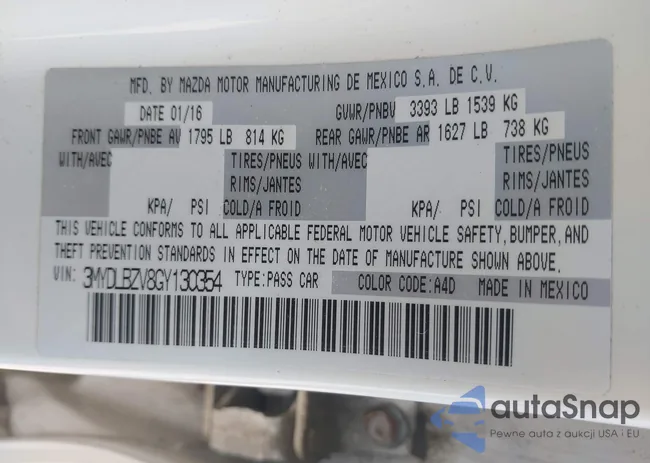 MFD. BY MAZDA MOTOR MANUFACTURING DE MEXICO S.A. DE C.V.
DATE 01/16 GVWR/PNBV 3393 LB 1539 KG
FRONT GAWR/PNBE AV 1795 LB 814 KG REAR GAWR/PNBE AR 1627 LB 738 KG
WITH/AVEC TIRES/PNEUS WITH/AVEC TIRES/PNEUS
RIMS/JANTES RIMS/JANTES
KPA/ PSI COLD/A FROID KPA/ PSI COLD/A FROID
THIS VEHICLE CONFORMS TO ALL APPLICABLE FEDERAL MOTOR VEHICLE SAFETY, BUMPER, AND
THEFT PREVENTION STANDARDS IN EFFECT ON THE DATE OF MANUFACTURE SHOWN ABOVE.
VIN: 3MYDLBZV8GY130354 TYPE:PASS CAR COLOR CODE:A4D MADE IN MEXICO
autaSnap
Pewne auta z aukcji USA i EU